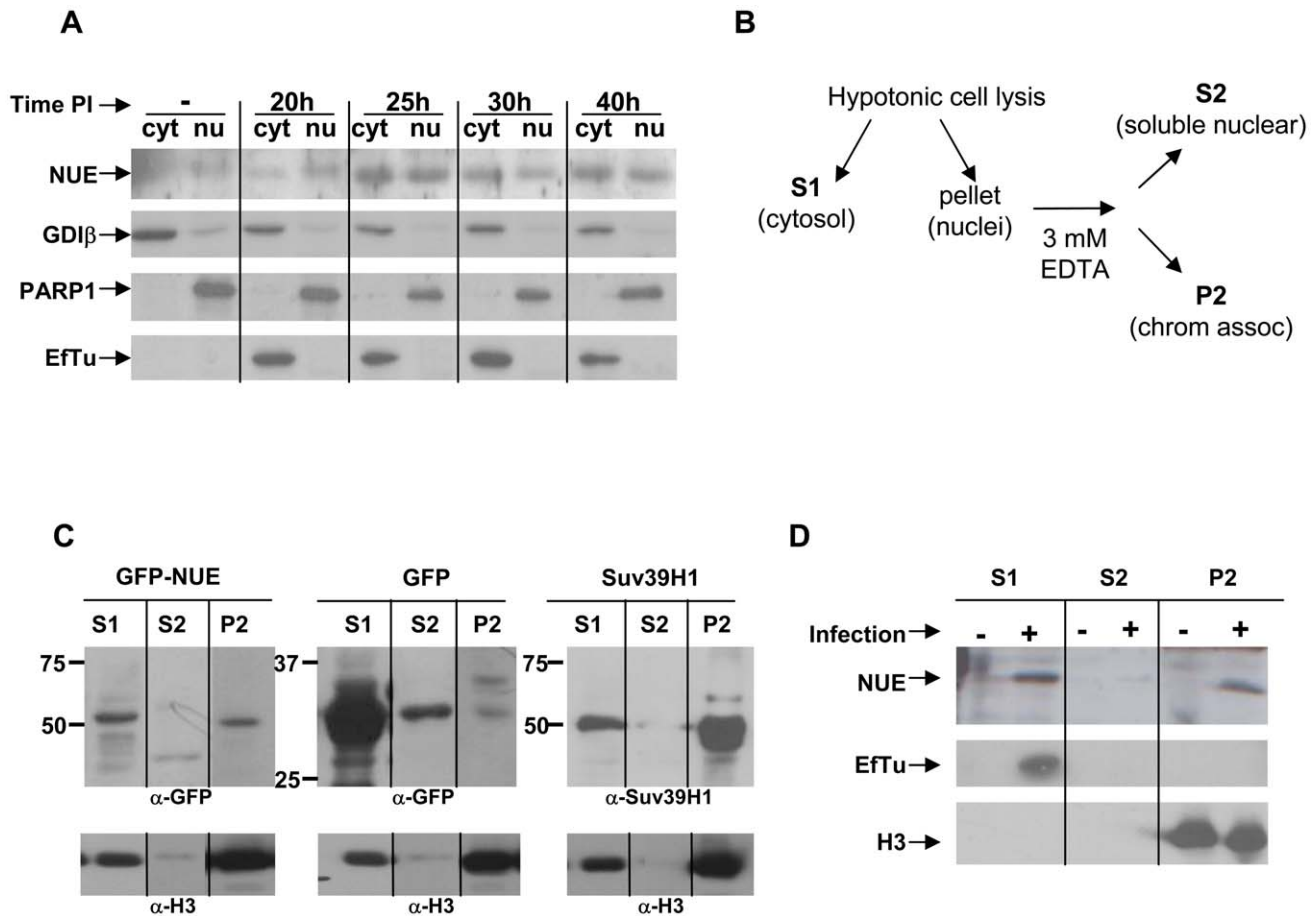 A
Time PI - 20h 25h 30h 40h
cyt nu cyt nu cyt nu cyt nu cyt nu
NUE
GDIβ
PARP1
EfTu
B
Hypotonic cell lysis
S1
(cytosol)
pellet
(nuclei)
3 mM
EDTA
S2
(soluble nuclear)
P2
(chrom assoc)
C
GFP-NUE GFP Suv39H1
S1 S2 P2 S1 S2 P2 S1 S2 P2
75 37 75
50 50
25
α-GFP α-GFP α-Suv39H1
α-H3 α-H3 α-H3
D
S1 S2 P2
Infection - + - + - +
NUE
EfTu
H3